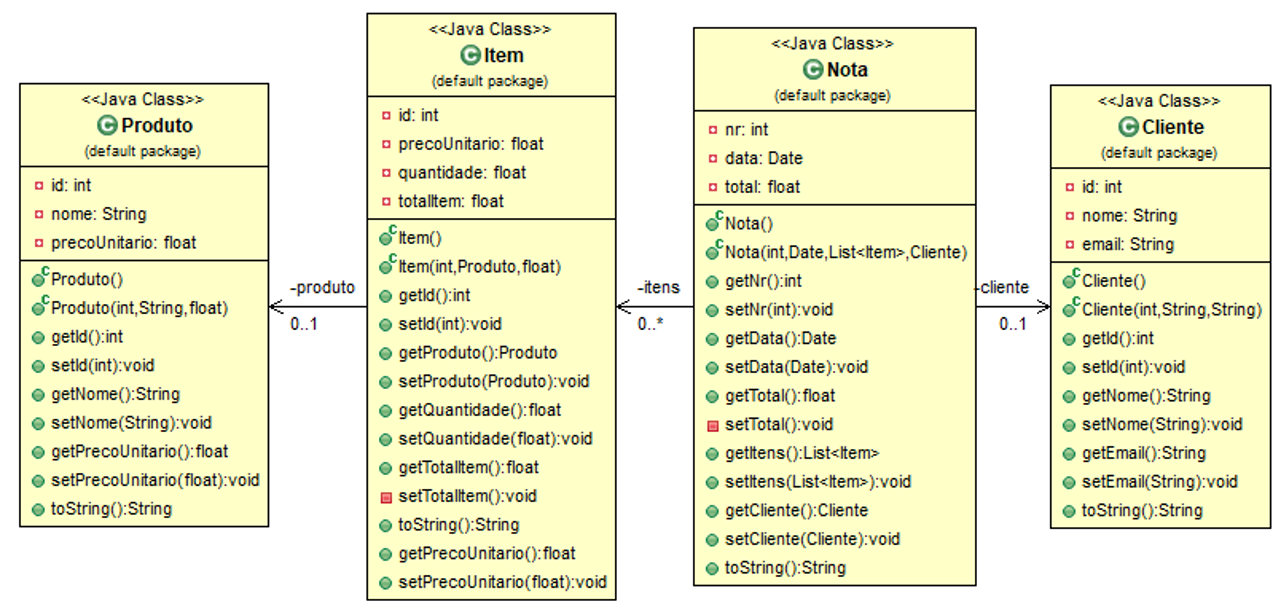 <<Java Class>>
Produto
(default package)
id: int
nome: String
precoUnitario: float
Produto()
Produto(int,String,float)
getId():int
setId(int):void
getNome():String
setNome(String):void
getPrecoUnitario():float
setPrecoUnitario(float):void
toString():String
-produto
0..1
<<Java Class>>
Item
(default package)
id: int
precoUnitario: float
quantidade: float
totalItem: float
Item()
Item(int,Produto,float)
getId():int
setId(int):void
getProduto():Produto
setProduto(Produto):void
getQuantidade():float
setQuantidade(float):void
getTotalItem():float
setTotalItem():void
toString():String
getPrecoUnitario():float
setPrecoUnitario(float):void
-itens
0..*
<<Java Class>>
Nota
(default package)
nr: int
data: Date
total: float
Nota()
Nota(int,Date,List<Item>,Cliente)
getNr():int
setNr(int):void
getData():Date
setData(Date):void
getTotal():float
setTotal():void
getItens():List<Item>
setItens(List<Item>):void
getCliente():Cliente
setCliente(Cliente):void
toString():String
-cliente
0..1
<<Java Class>>
Cliente
(default package)
id: int
nome: String
email: String
Cliente()
Cliente(int,String,String)
getId():int
setId(int):void
getNome():String
setNome(String):void
getEmail():String
setEmail(String):void
toString():String